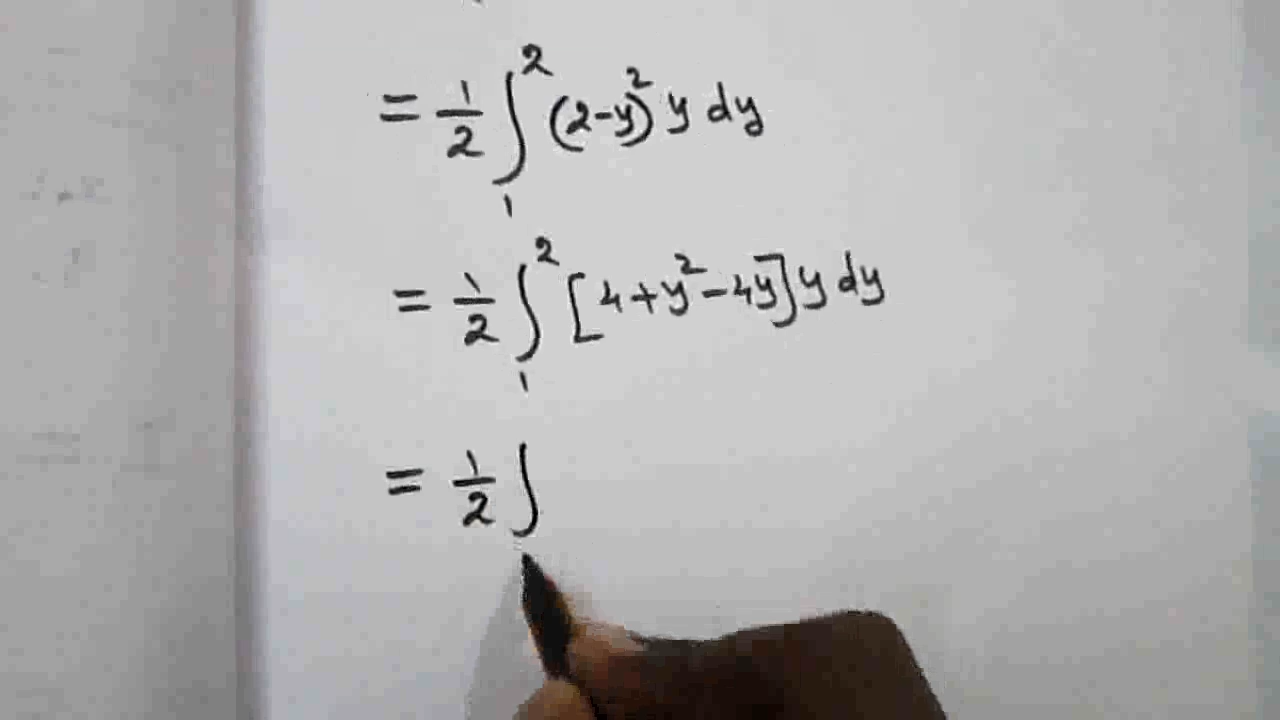 = 1/2 ∫₁² (2-y)² y dy
= 1/2 ∫₁² [4+y²-4y] y dy
= 1/2 ∫